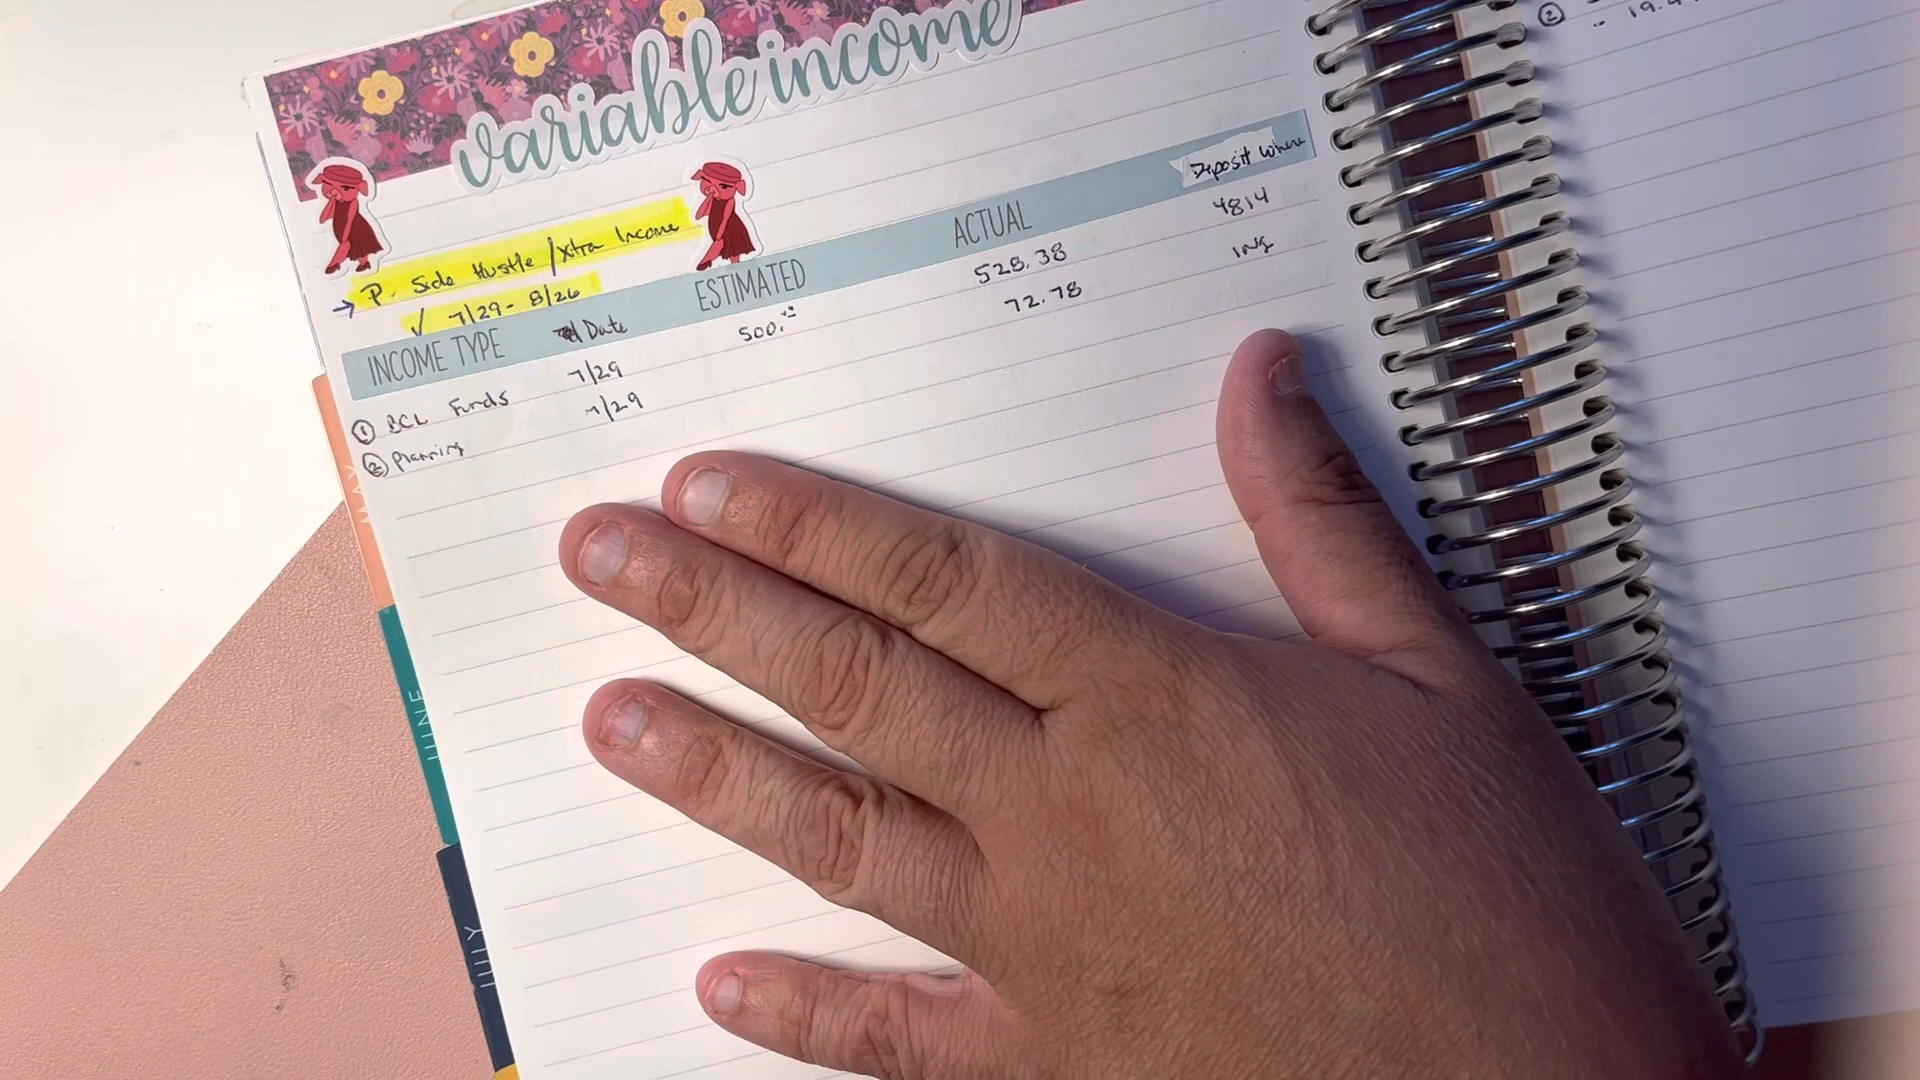 variable income
→ P. Side Hustle / Xtra Income
✓ 7/29 - 8/26
INCOME TYPE Date ESTIMATED ACTUAL Deposit Where
① BCL Funds 7/29 500. 528.38 4814
② Planning 7/29 72.78 ING
②
MAY
JUNE
JULY